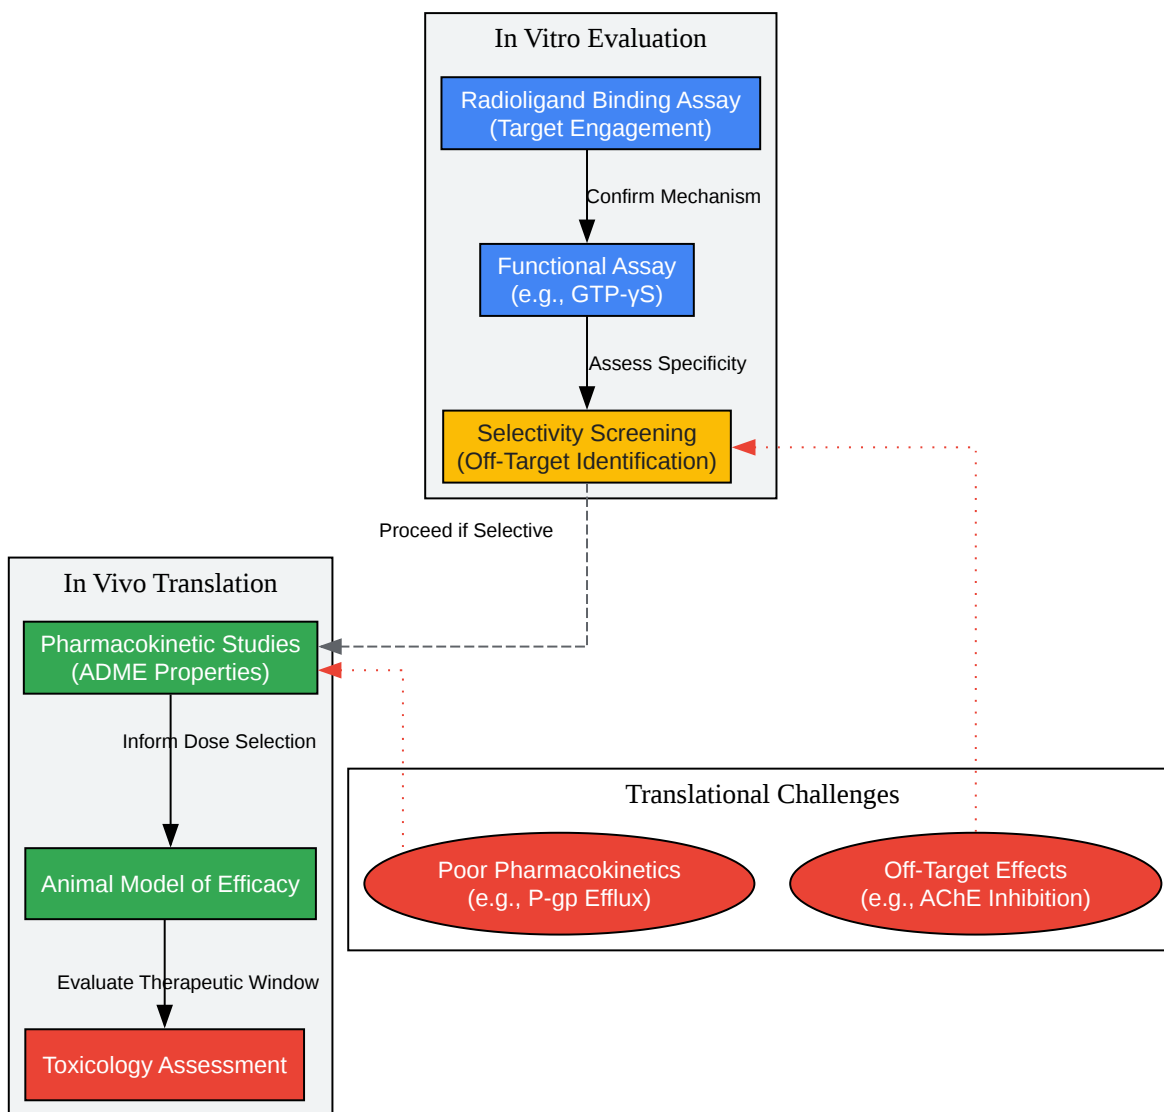 In Vitro Evaluation
Radioligand Binding Assay
(Target Engagement)
Confirm Mechanism
Functional Assay
(e.g., GTP-γS)
Assess Specificity
Selectivity Screening
(Off-Target Identification)
Proceed if Selective
In Vivo Translation
Pharmacokinetic Studies
(ADME Properties)
Inform Dose Selection
Animal Model of Efficacy
Evaluate Therapeutic Window
Toxicology Assessment
Translational Challenges
Poor Pharmacokinetics
(e.g., P-gp Efflux)
Off-Target Effects
(e.g., AChE Inhibition)